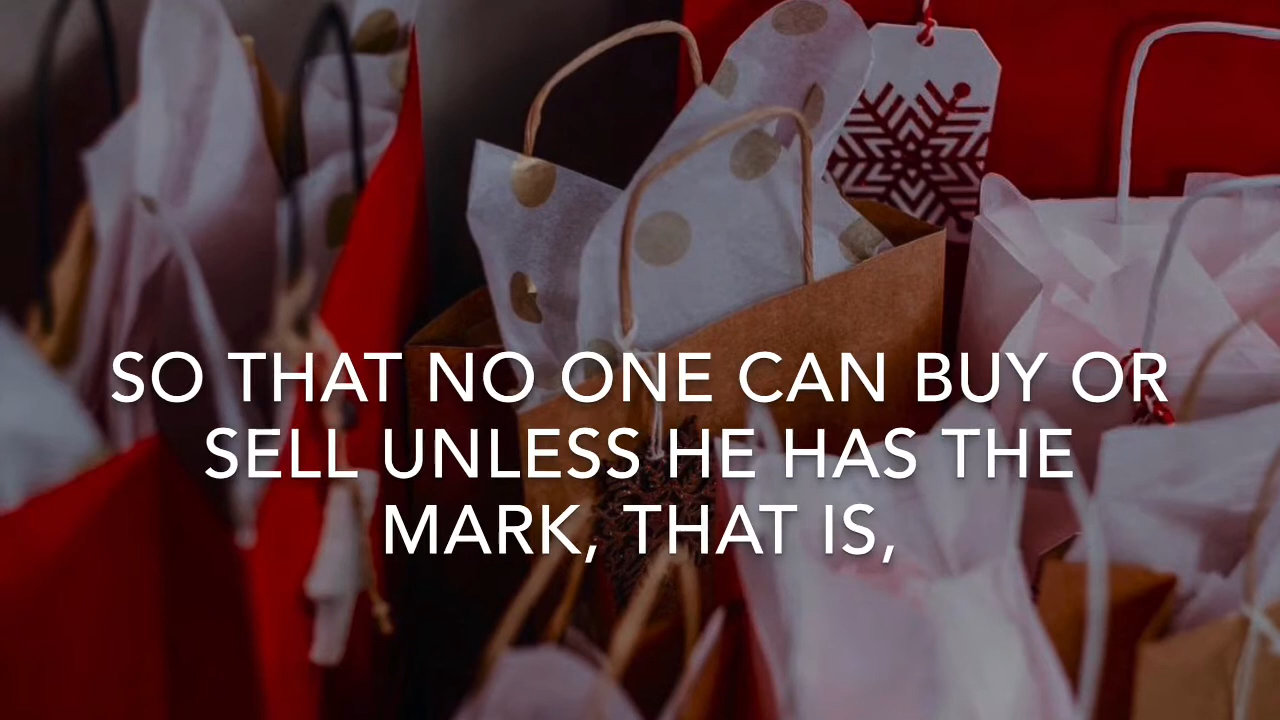 SO THAT NO ONE CAN BUY OR
SELL UNLESS HE HAS THE
MARK, THAT IS,